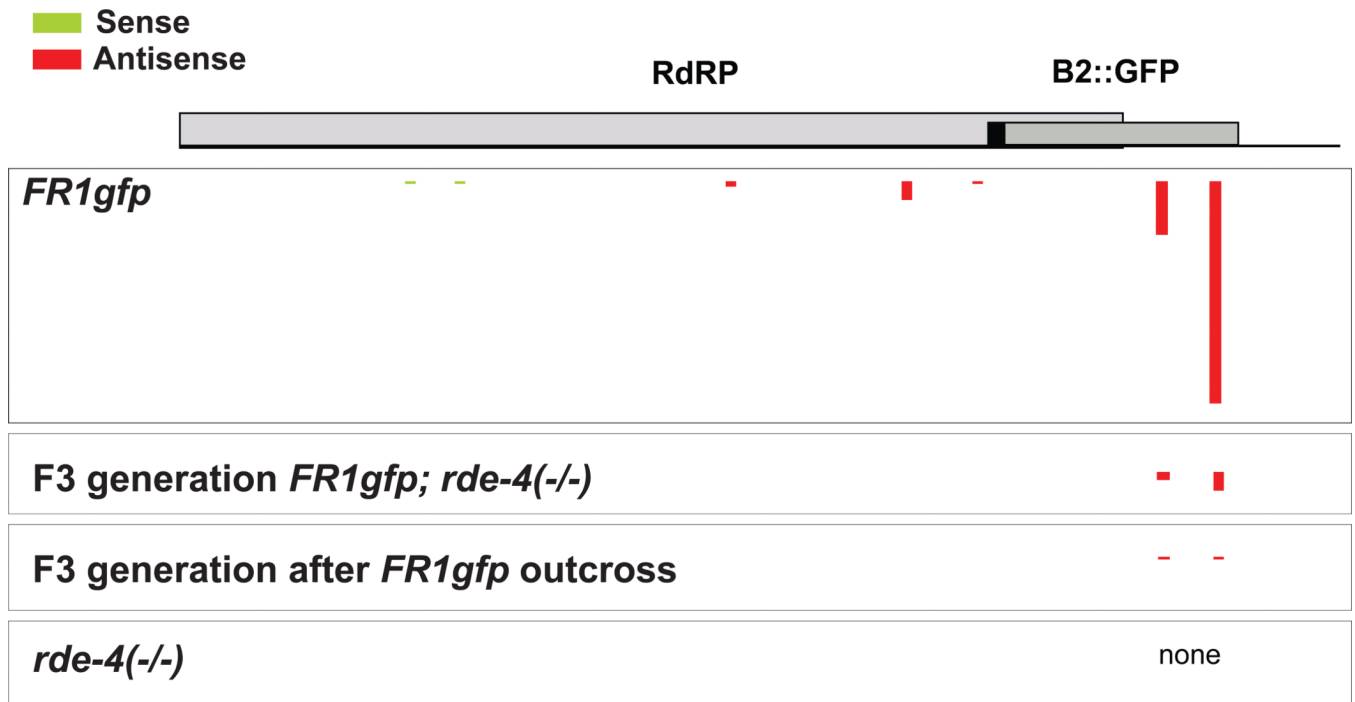 Sense
Antisense
RdRP
B2::GFP
FR1gfp
F3 generation FR1gfp; rde-4(-/-)
F3 generation after FR1gfp outcross
rde-4(-/-)
none